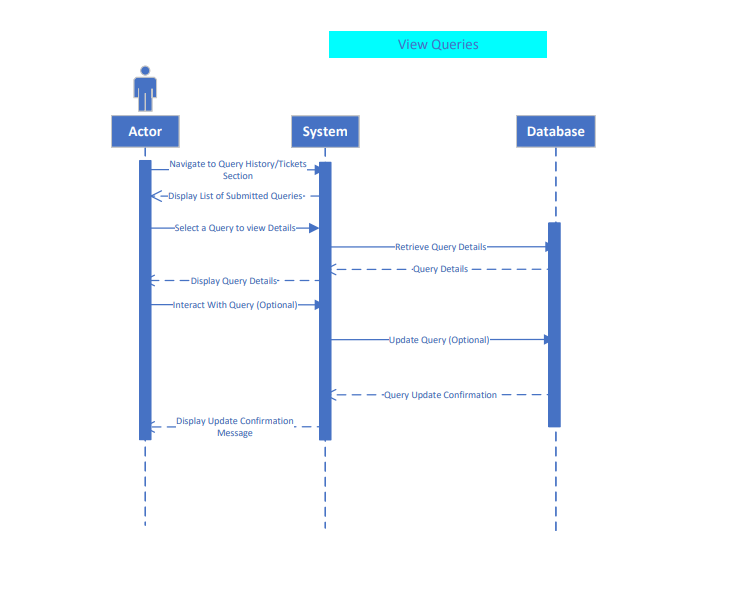 View Queries
Actor
System
Database
Navigate to Query History/Tickets
Section
Display List of Submitted Queries
Select a Query to view Details
Retrieve Query Details
Query Details
Display Query Details
Interact With Query (Optional)
Update Query (Optional)
Query Update Confirmation
Display Update Confirmation
Message